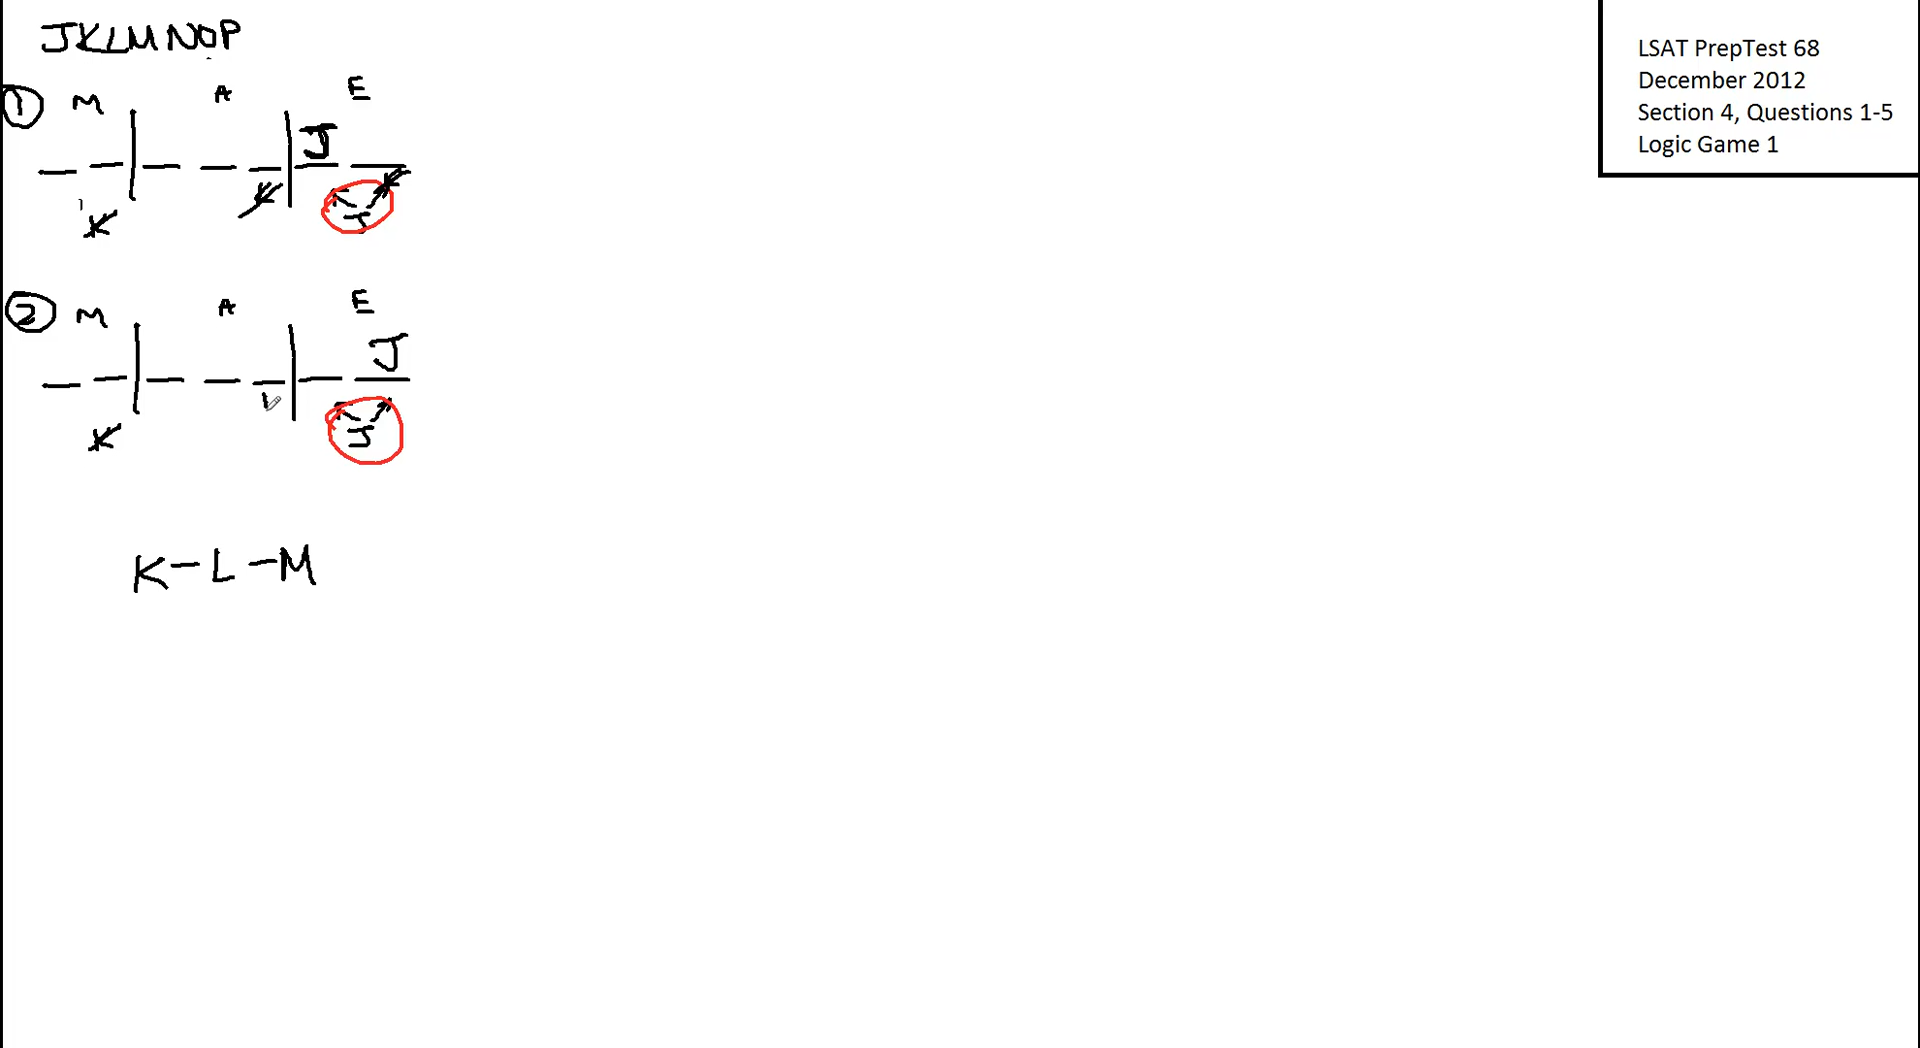 JKLMNOP
LSAT PrepTest 68
December 2012
Section 4, Questions 1-5
Logic Game 1
① M A E
J
K K J
② M A E
J
K J
K-L-M